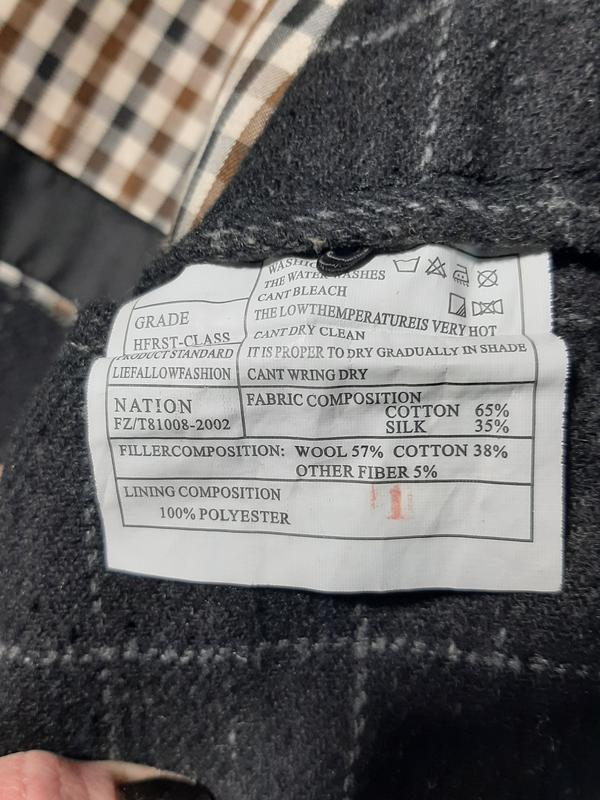 GRADE
HFRST-CLASS
PRODUCT STANDARD
LIEFALLOWFASHION
NATION
FZ/T81008-2002
THE WATER WASHES
CANT BLEACH
THE LOWTHEMPERATUREIS VERY HOT
CANT DRY CLEAN
IT IS PROPER TO DRY GRADUALLY IN SHADE
CANT WRING DRY
FABRIC COMPOSITION
COTTON 65%
SILK 35%
FILLERCOMPOSITION: WOOL 57% COTTON 38%
OTHER FIBER 5%
LINING COMPOSITION
100% POLYESTER